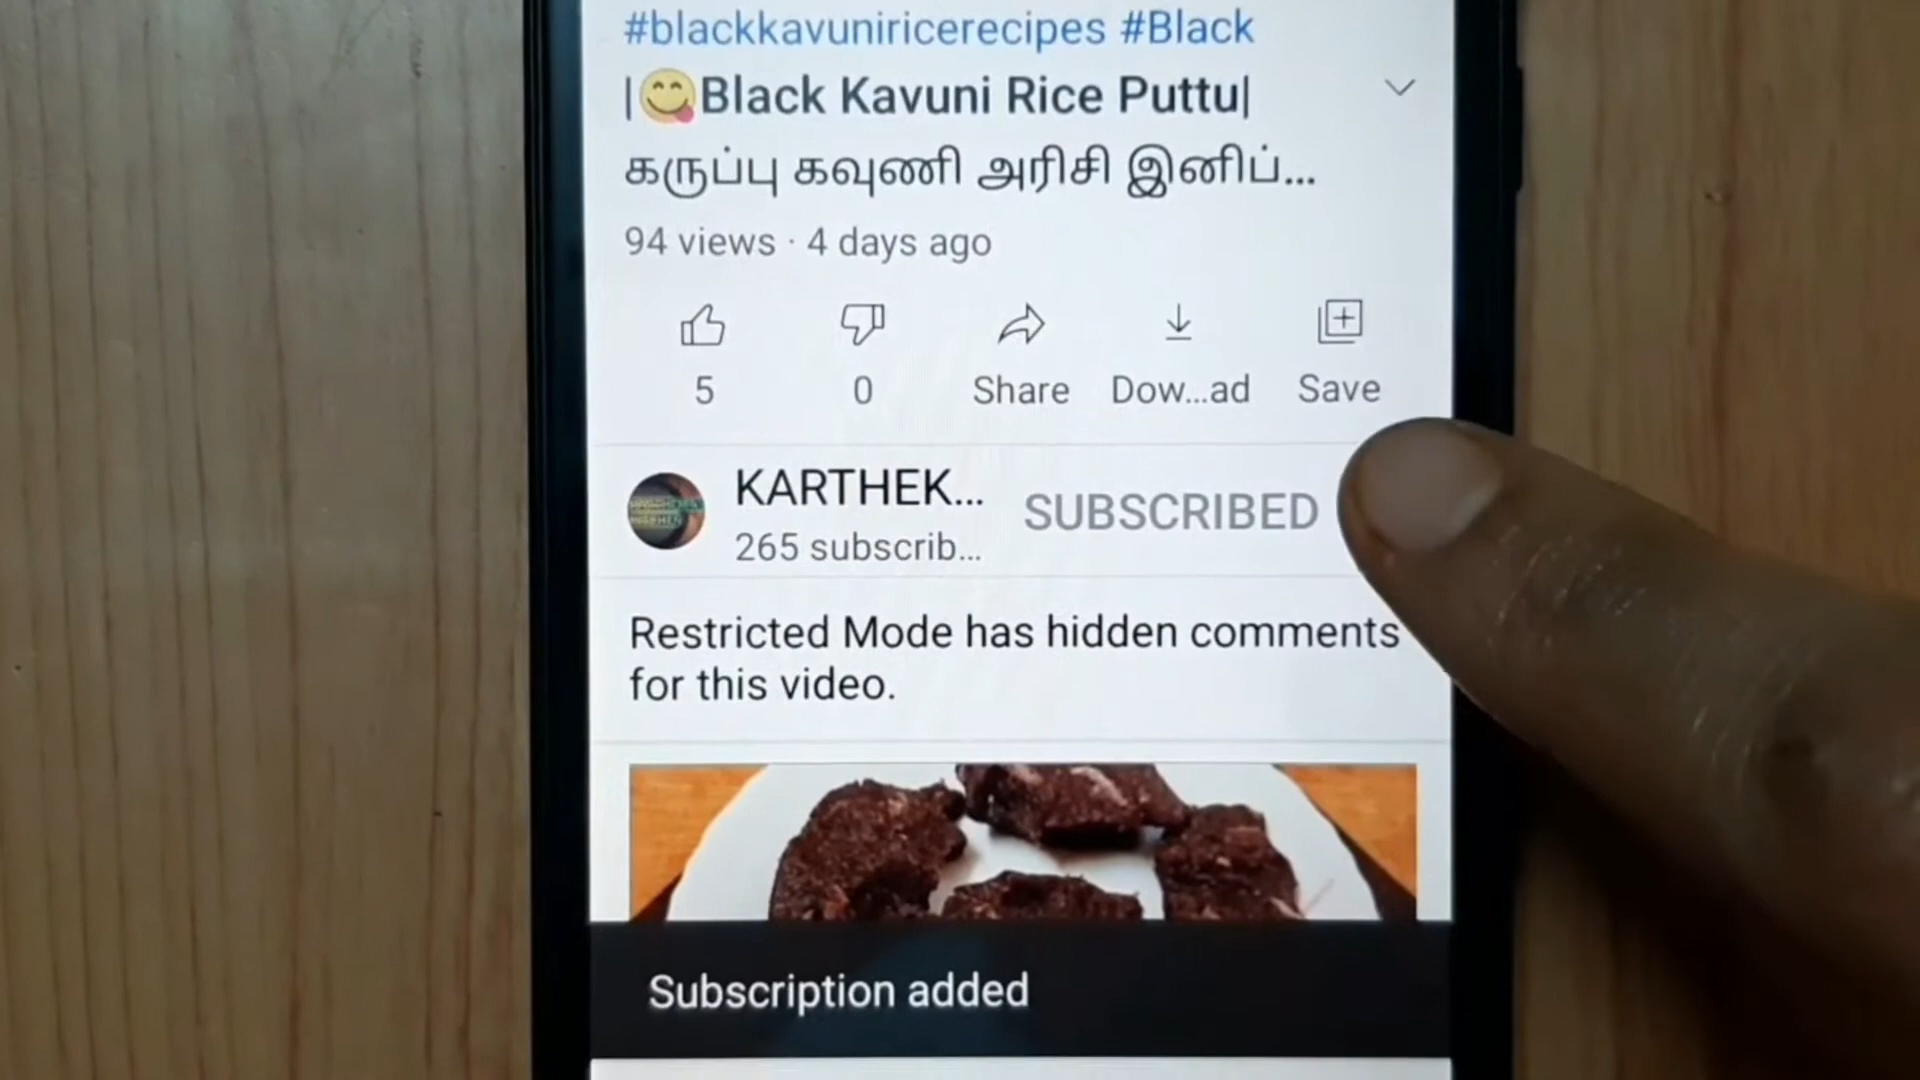 #blackkavuniricerecipes #Black
|😋Black Kavuni Rice Puttu|
கருப்பு கவுணி அரிசி இனிப்...
94 views · 4 days ago
5 0 Share Dow...ad Save
KARTHEK... SUBSCRIBED
265 subscrib...
Restricted Mode has hidden comments
for this video.
Subscription added